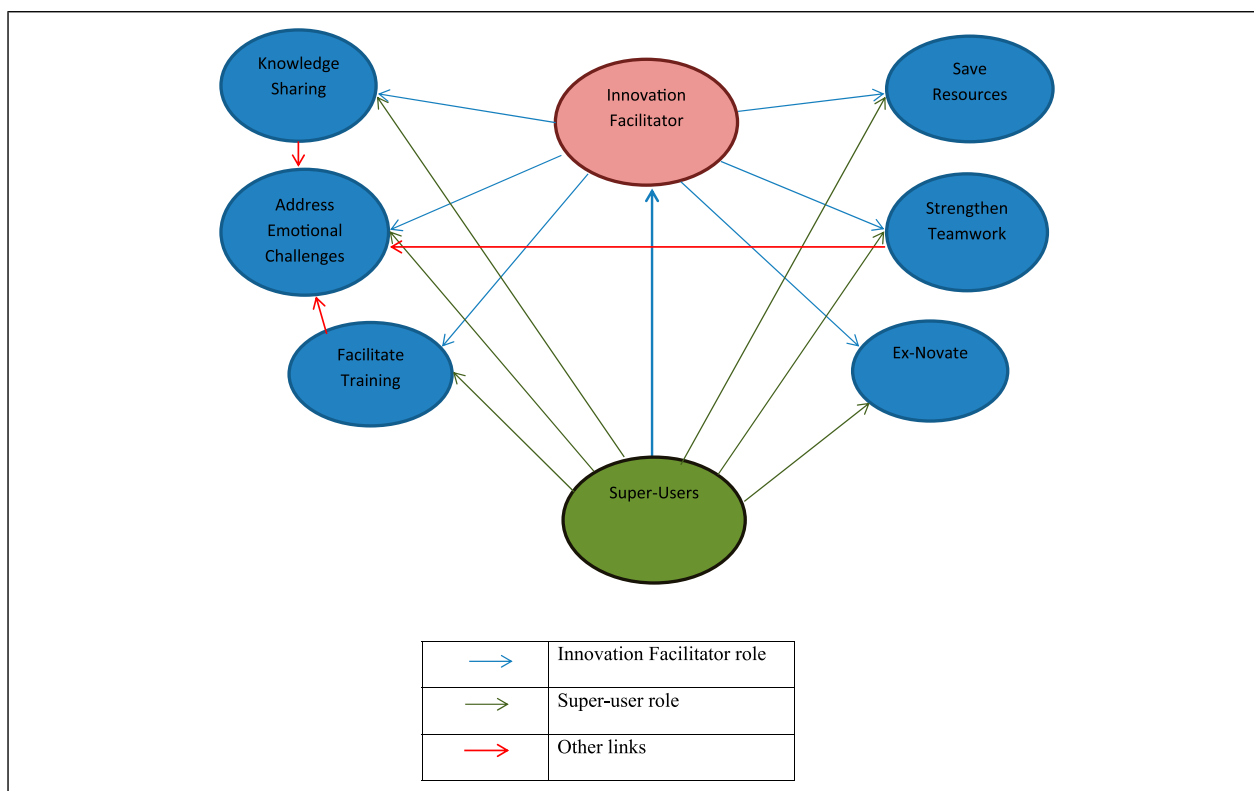 Knowledge
Sharing
Innovation
Facilitator
Save
Resources
Address
Emotional
Challenges
Strengthen
Teamwork
Facilitate
Training
Ex-Novate
Super-Users
Innovation Facilitator role
Super-user role
Other links